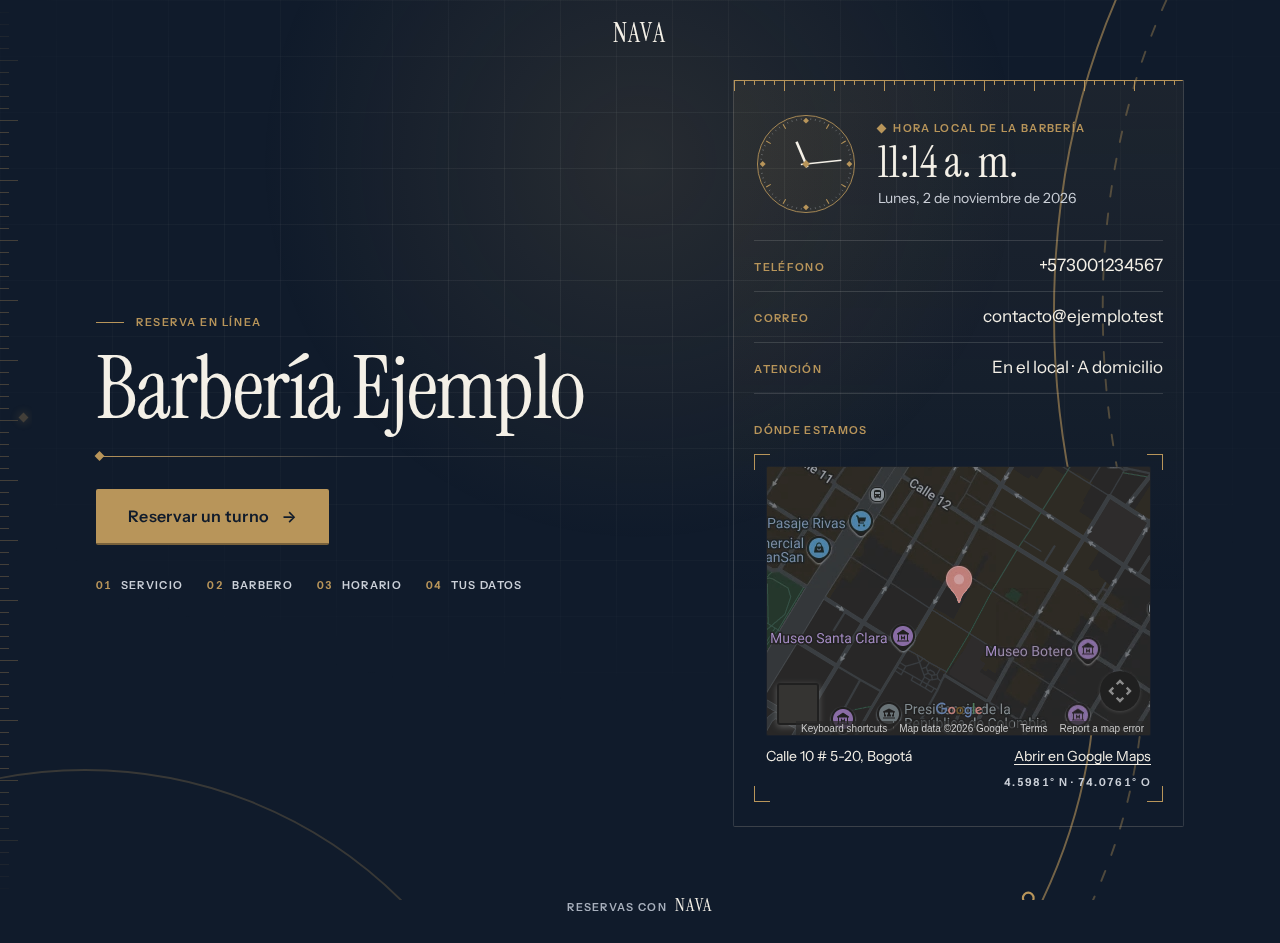 NAVA
RESERVA EN LÍNEA
Barbería Ejemplo
Reservar un turno →
01 SERVICIO 02 BARBERO 03 HORARIO 04 TUS DATOS
HORA LOCAL DE LA BARBERÍA
11:14 a. m.
Lunes, 2 de noviembre de 2026
TELÉFONO +573001234567
CORREO contacto@ejemplo.test
ATENCIÓN En el local · A domicilio
DÓNDE ESTAMOS
Calle 12
Pasaje Rivas
Museo Santa Clara
Museo Botero
Google
Keyboard shortcuts Map data ©2026 Google Terms Report a map error
Calle 10 # 5-20, Bogotá Abrir en Google Maps
4.5981° N · 74.0761° O
RESERVAS CON NAVA